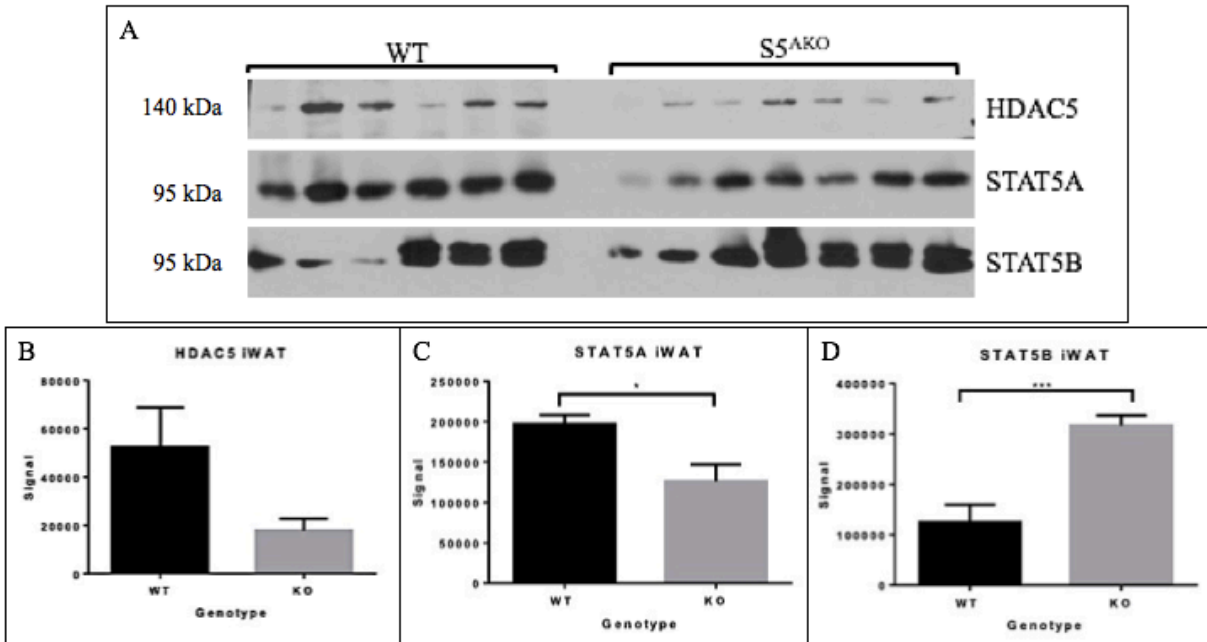 A
WT
S5^AKO
140 kDa
HDAC5
95 kDa
STAT5A
95 kDa
STAT5B
B
HDAC5 iWAT
80000
60000
40000
20000
0
Signal
WT
KO
Genotype
C
STAT5A iWAT
*
250000
200000
150000
100000
50000
0
Signal
WT
KO
Genotype
D
STAT5B iWAT
***
400000
300000
200000
100000
0
Signal
WT
KO
Genotype